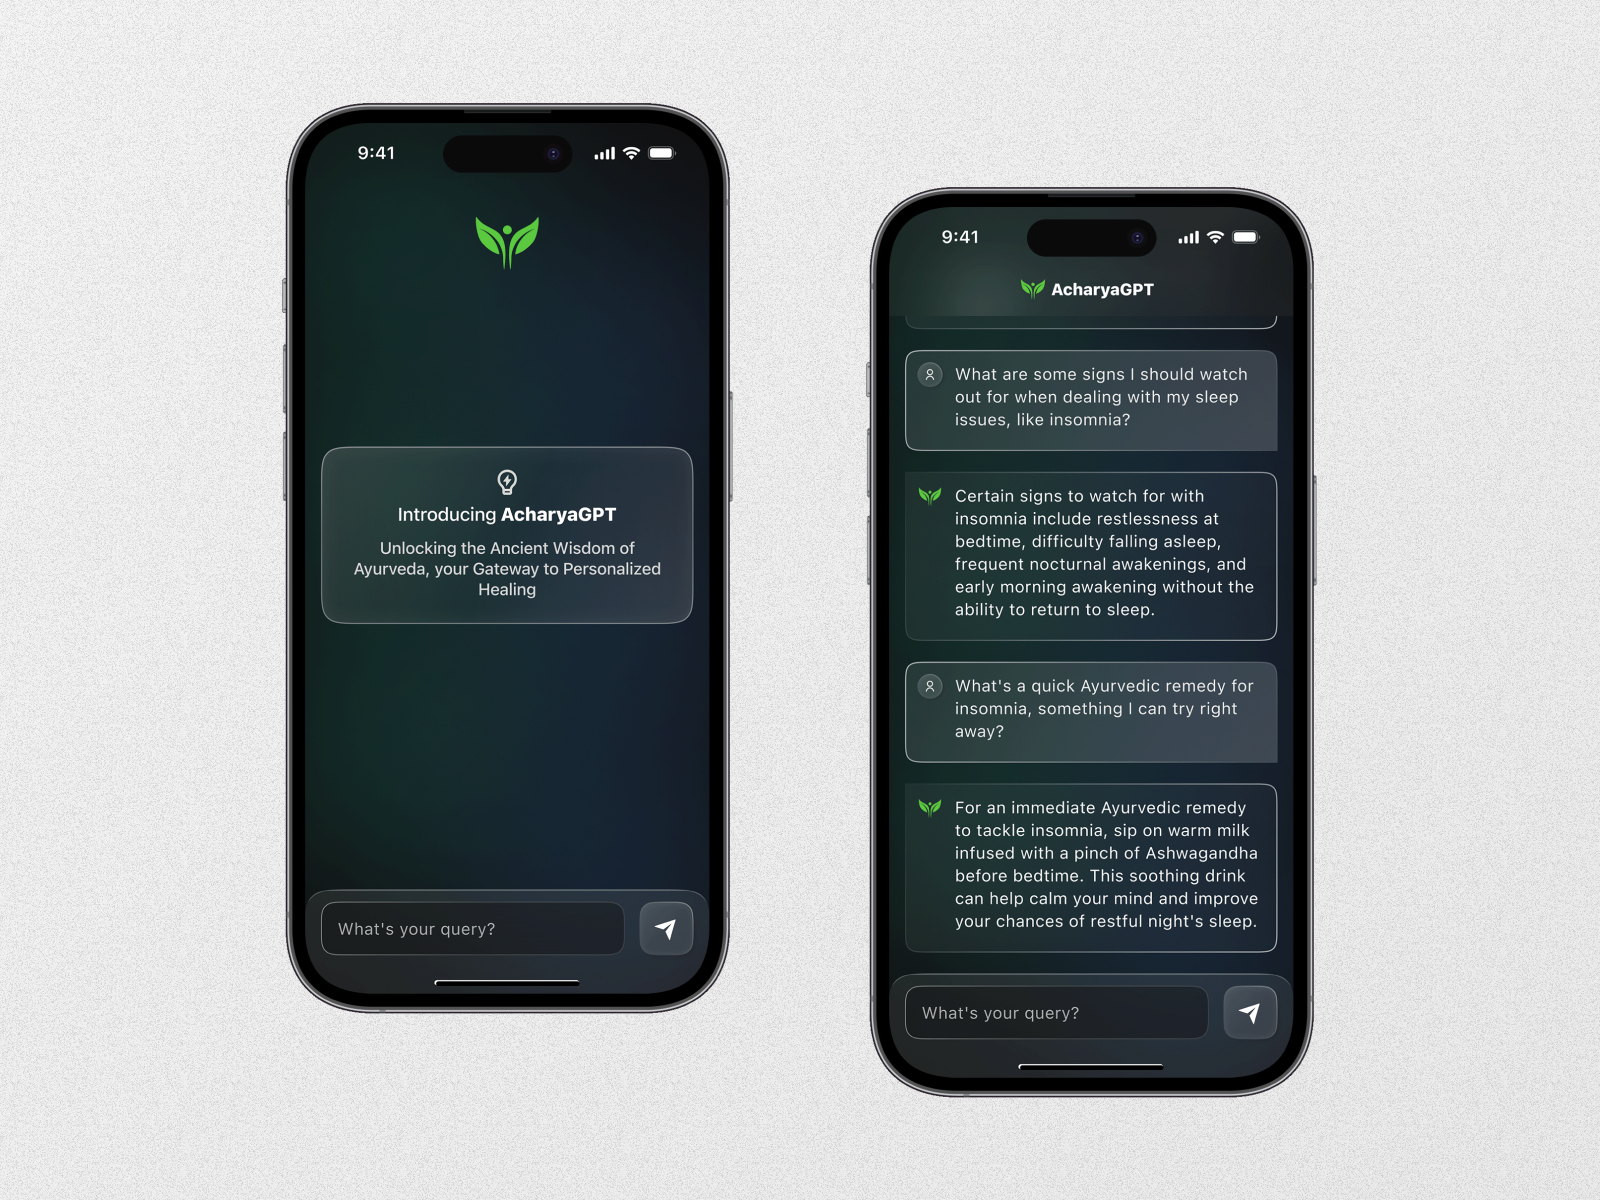 9:41
Introducing AcharyaGPT
Unlocking the Ancient Wisdom of
Ayurveda, your Gateway to Personalized
Healing
What's your query?
9:41
AcharyaGPT
What are some signs I should watch
out for when dealing with my sleep
issues, like insomnia?
Certain signs to watch for with
insomnia include restlessness at
bedtime, difficulty falling asleep,
frequent nocturnal awakenings, and
early morning awakening without the
ability to return to sleep.
What's a quick Ayurvedic remedy for
insomnia, something I can try right
away?
For an immediate Ayurvedic remedy
to tackle insomnia, sip on warm milk
infused with a pinch of Ashwagandha
before bedtime. This soothing drink
can help calm your mind and improve
your chances of restful night's sleep.
What's your query?